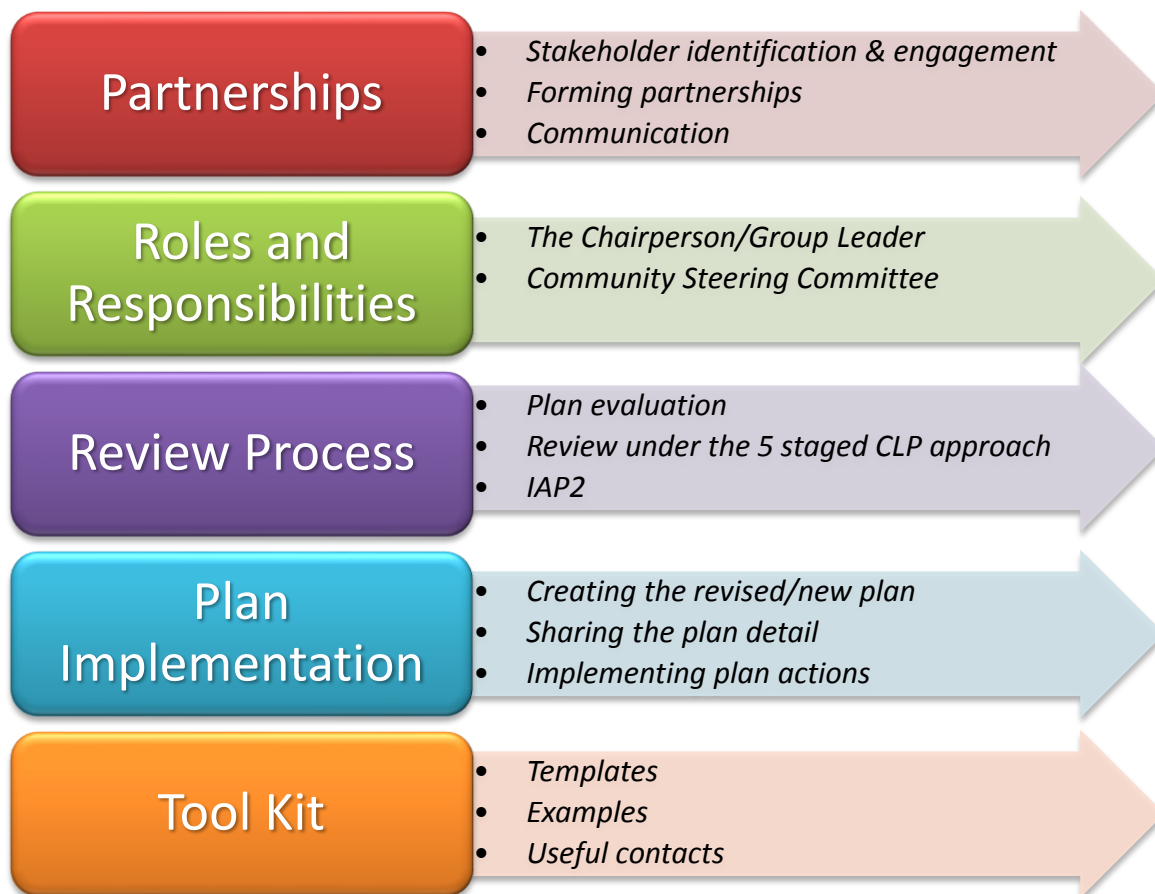 Partnerships
• Stakeholder identification & engagement
• Forming partnerships
• Communication
Roles and
Responsibilities
• The Chairperson/Group Leader
• Community Steering Committee
Review Process
• Plan evaluation
• Review under the 5 staged CLP approach
• IAP2
Plan
Implementation
• Creating the revised/new plan
• Sharing the plan detail
• Implementing plan actions
Tool Kit
• Templates
• Examples
• Useful contacts